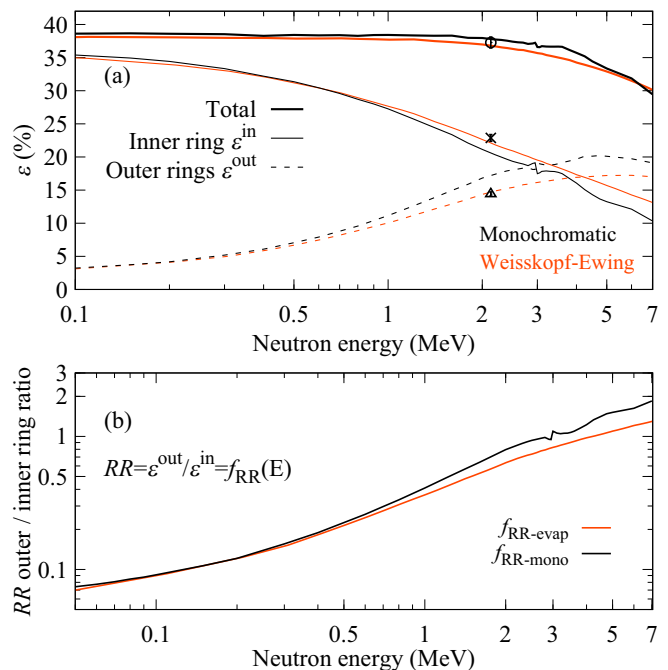 ε (%)
40
35
30
25
20
15
10
5
0
(a)
Total
Inner ring ε^in
Outer rings ε^out
Monochromatic
Weisskopf-Ewing
0.1 0.5 1 2 3 5 7
Neutron energy (MeV)
RR outer / inner ring ratio
3
2
1
0.5
0.1
(b)
RR=ε^out/ε^in=f_RR(E)
f_RR-evap
f_RR-mono
0.1 0.5 1 2 3 5 7
Neutron energy (MeV)